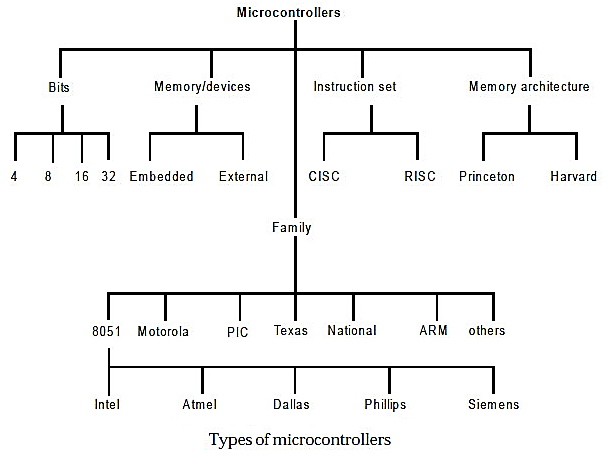 Microcontrollers
Bits Memory/devices Instruction set Memory architecture
4 8 16 32 Embedded External CISC RISC Princeton Harvard
Family
8051 Motorola PIC Texas National ARM others
Intel Atmel Dallas Phillips Siemens
Types of microcontrollers